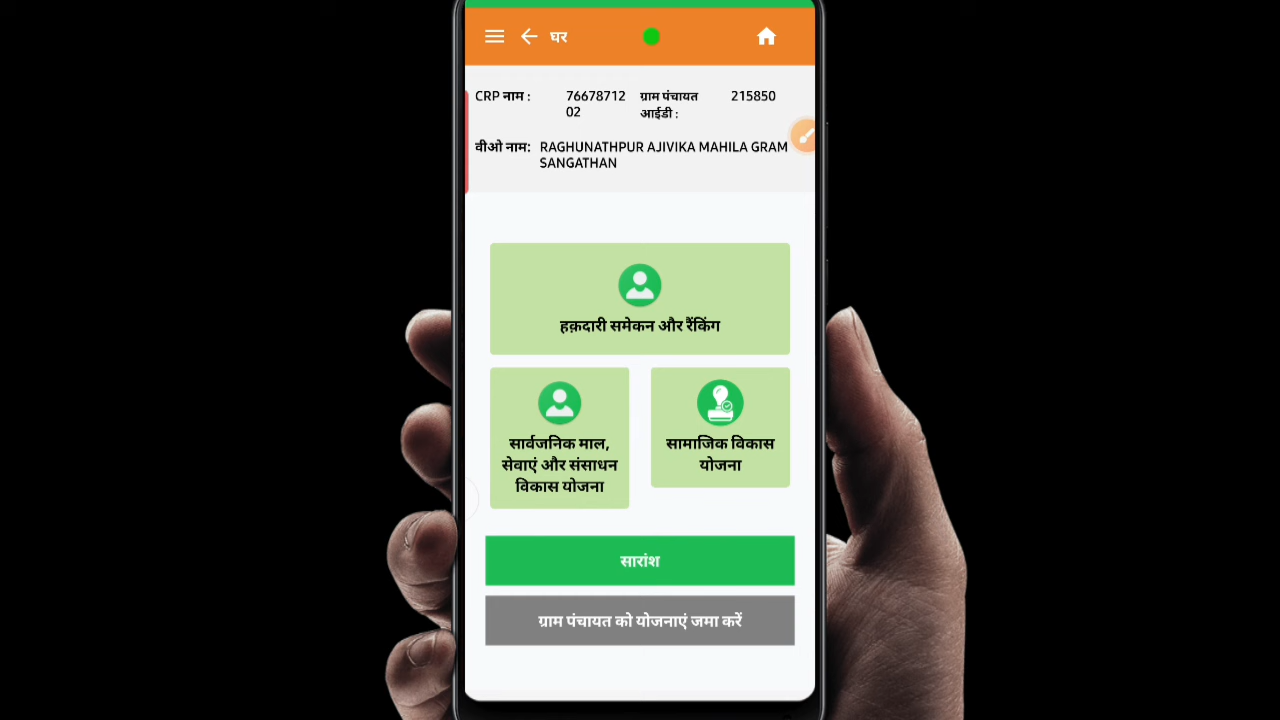 घर
CRP नाम :
76678712
02
ग्राम पंचायत
आईडी :
215850
वीओ नाम:
RAGHUNATHPUR AJIVIKA MAHILA GRAM
SANGATHAN
हक़दारी समेकन और रैंकिंग
सार्वजनिक माल,
सेवाएं और संसाधन
विकास योजना
सामाजिक विकास
योजना
सारांश
ग्राम पंचायत को योजनाएं जमा करें